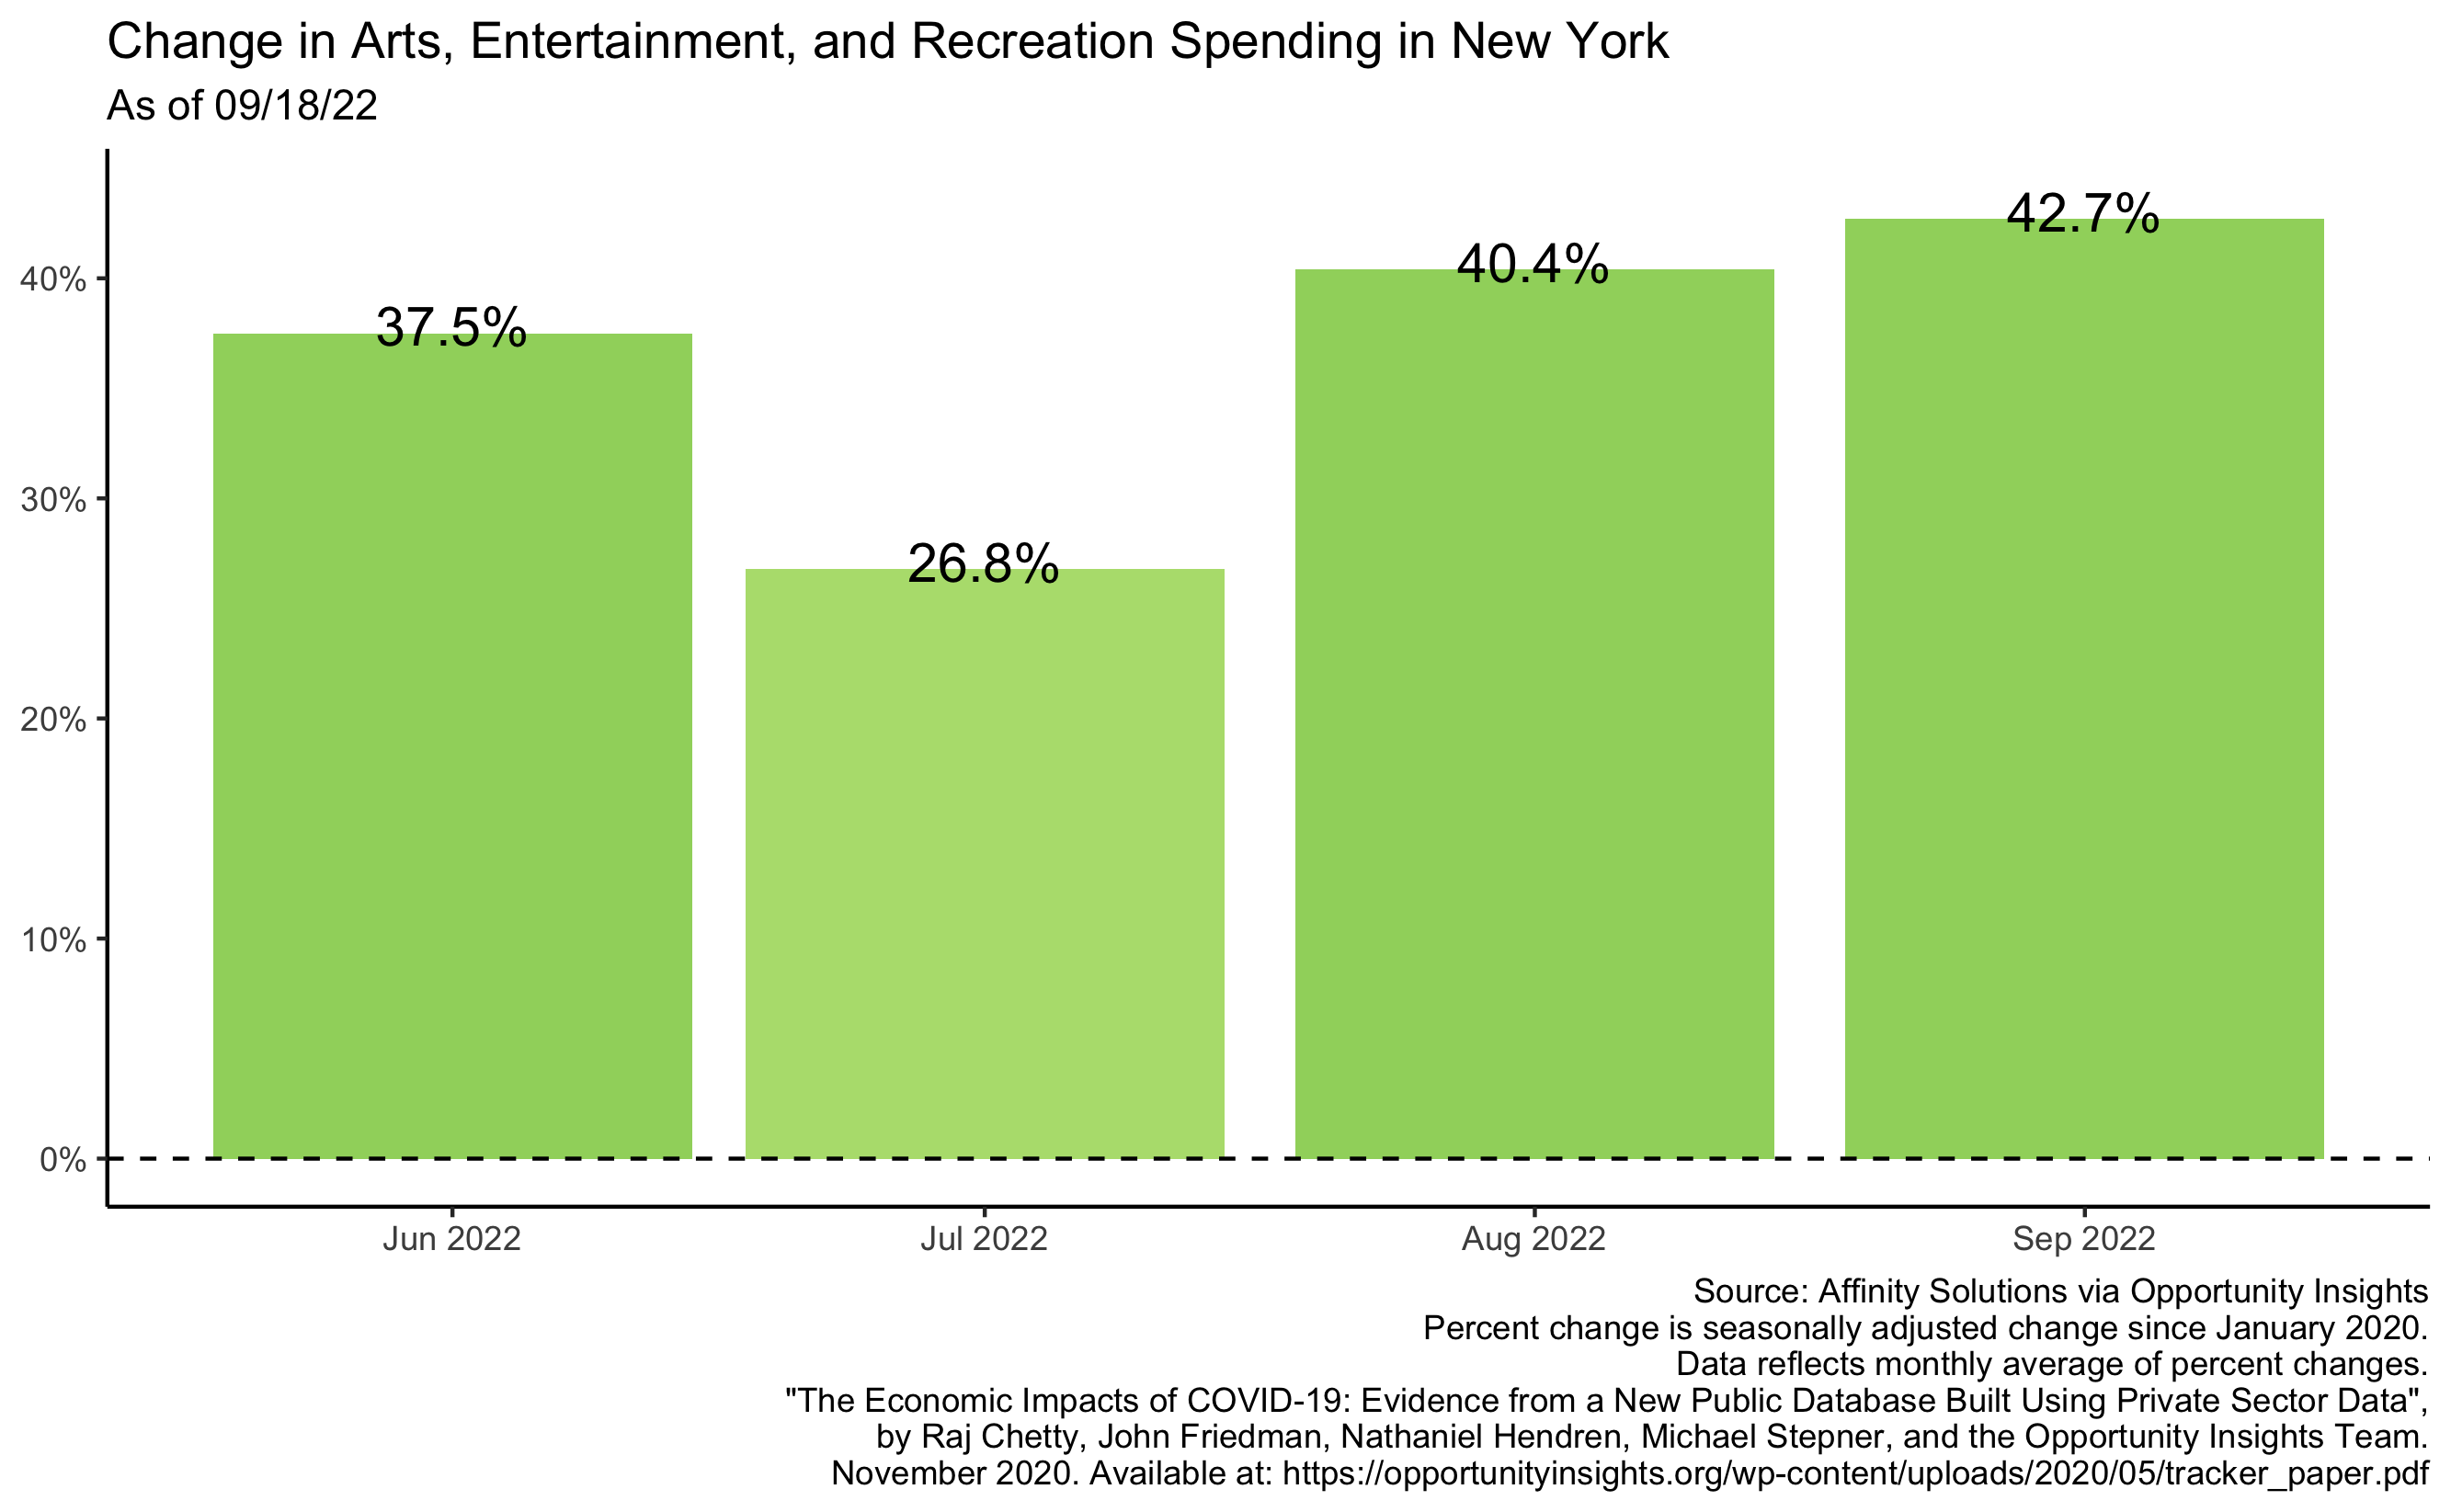 Change in Arts, Entertainment, and Recreation Spending in New York
As of 09/18/22
42.7%
40.4%
40%
37.5%
30%
26.8%
20%
10%
0%
Jun 2022
Jul 2022
Aug 2022
Sep 2022
Source: Affinity Solutions via Opportunity Insights
Percent change is seasonally adjusted change since January 2020.
Data reflects monthly average of percent changes.
"The Economic Impacts of COVID-19: Evidence from a New Public Database Built Using Private Sector Data",
by Raj Chetty, John Friedman, Nathaniel Hendren, Michael Stepner, and the Opportunity Insights Team.
November 2020. Available at: https://opportunityinsights.org/wp-content/uploads/2020/05/tracker_paper.pdf